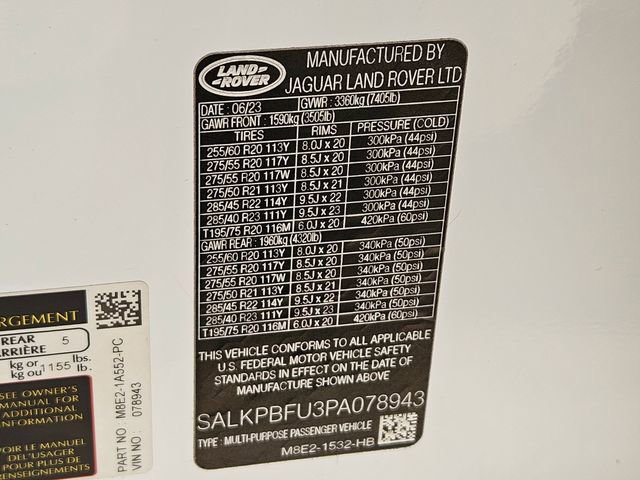 LAND ROVER
MANUFACTURED BY
JAGUAR LAND ROVER LTD
DATE : 06/23 GVWR : 3360kg (7405lb)
GAWR FRONT : 1590kg (3505lb)
TIRES RIMS PRESSURE (COLD)
255/60 R20 113Y 8.0J x 20 300kPa (44psi)
275/55 R20 117Y 8.5J x 20 300kPa (44psi)
275/55 R20 117W 8.5J x 20 300kPa (44psi)
275/50 R21 113Y 8.5J x 21 300kPa (44psi)
285/45 R22 114Y 9.5J x 22 300kPa (44psi)
285/40 R23 111Y 9.5J x 23 300kPa (44psi)
T195/75 R20 116M 6.0J x 20 420kPa (60psi)
GAWR REAR : 1960kg (4320lb)
255/60 R20 113Y 8.0J x 20 340kPa (50psi)
275/55 R20 117Y 8.5J x 20 340kPa (50psi)
275/55 R20 117W 8.5J x 20 340kPa (50psi)
275/50 R21 113Y 8.5J x 21 340kPa (50psi)
285/45 R22 114Y 9.5J x 22 340kPa (50psi)
285/40 R23 111Y 9.5J x 23 340kPa (50psi)
T195/75 R20 116M 6.0J x 20 420kPa (60psi)
THIS VEHICLE CONFORMS TO ALL APPLICABLE
U.S. FEDERAL MOTOR VEHICLE SAFETY
STANDARDS IN EFFECT ON THE DATE OF
MANUFACTURE SHOWN ABOVE
SALKPBFU3PA078943
TYPE : MULTI-PURPOSE PASSENGER VEHICLE
M8E2-1532-HB
RGEMENT
REAR 5
ARRIÈRE
kg or 1155 lbs.
kg ou lb.
SEE OWNER'S
MANUAL FOR
ADDITIONAL
INFORMATION
VOIR LE MANUEL
DE L'USAGER
POUR PLUS DE
RENSEIGNEMENTS
PART NO : M8E2-1A552-PC
VIN NO : 078943